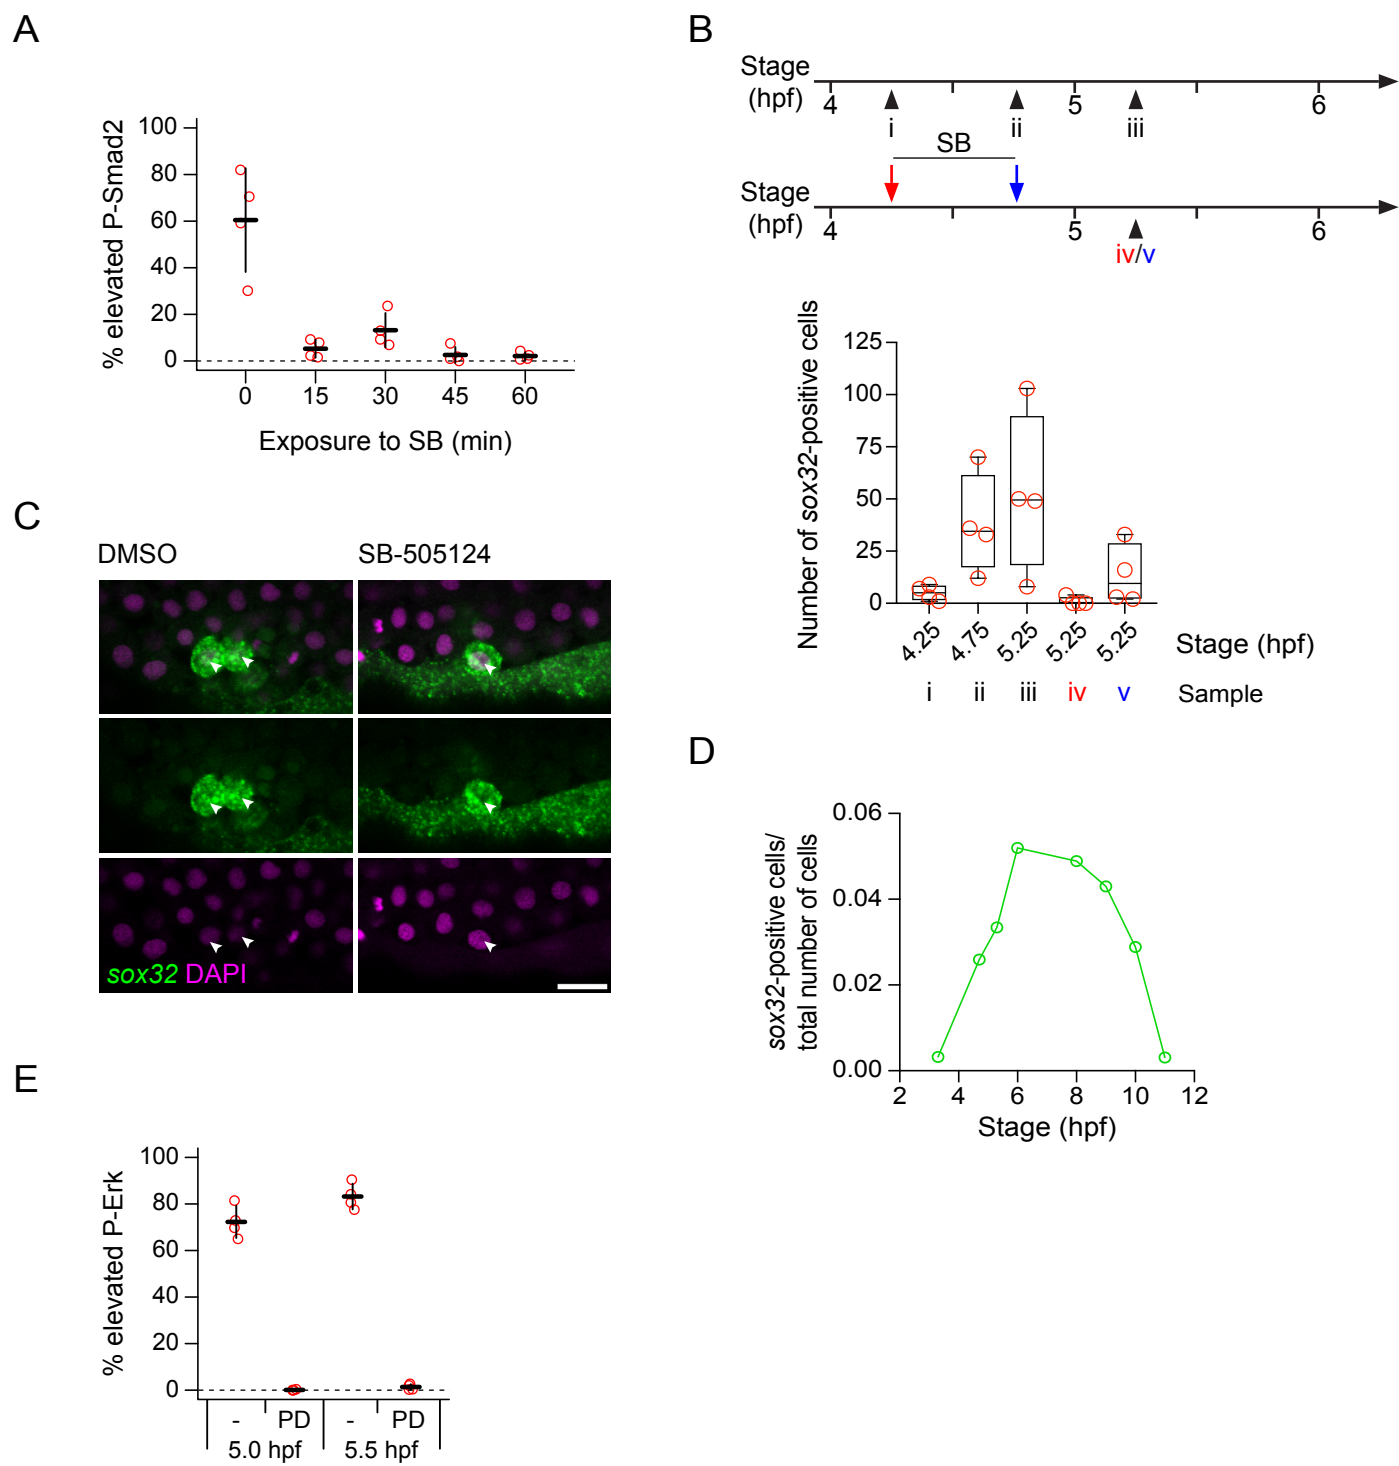 A
% elevated P-Smad2
100
80
60
40
20
0
0 15 30 45 60
Exposure to SB (min)
B
Stage
(hpf)
4 5 6
i ii iii
SB
Stage
(hpf)
4 5 6
iv/v
Number of sox32-positive cells
125
100
75
50
25
0
4.25 4.75 5.25 5.25 5.25 Stage (hpf)
i ii iii iv v Sample
C
DMSO SB-505124
sox32 DAPI
D
sox32-positive cells/
total number of cells
0.06
0.04
0.02
0.00
2 4 6 8 10 12
Stage (hpf)
E
% elevated P-Erk
100
80
60
40
20
0
- PD - PD
5.0 hpf 5.5 hpf